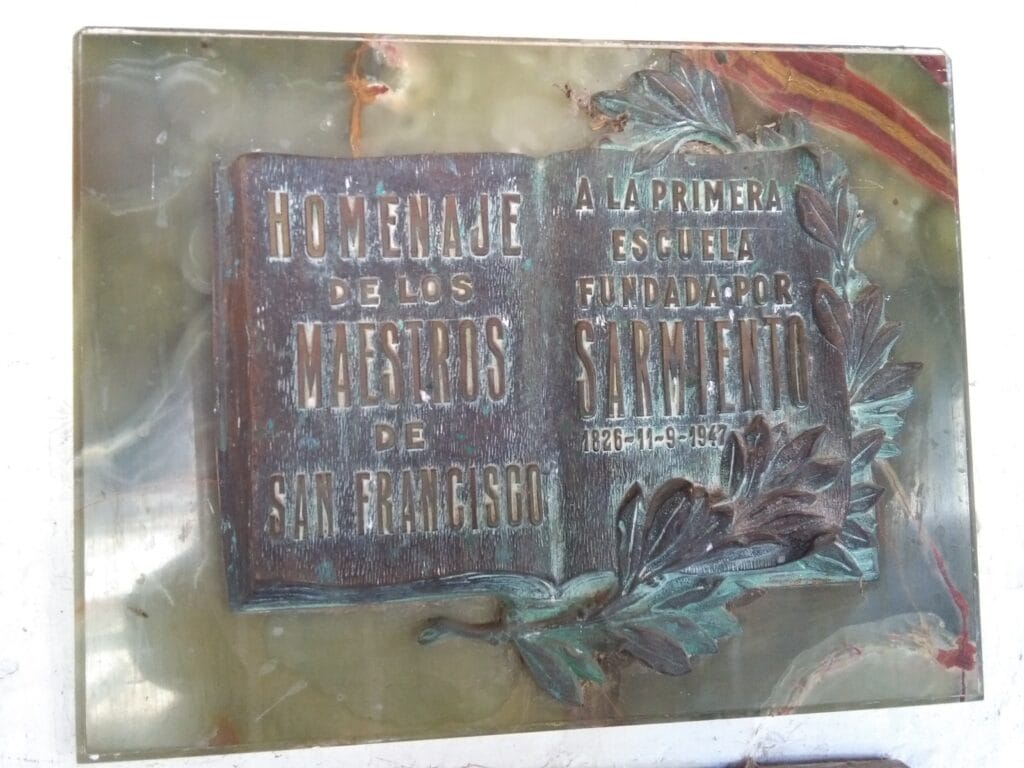 HOMENAJE
DE LOS
MAESTROS
DE
SAN FRANCISCO
A LA PRIMERA
ESCUELA
FUNDADA POR
SARMIENTO
1826-11-9-1947